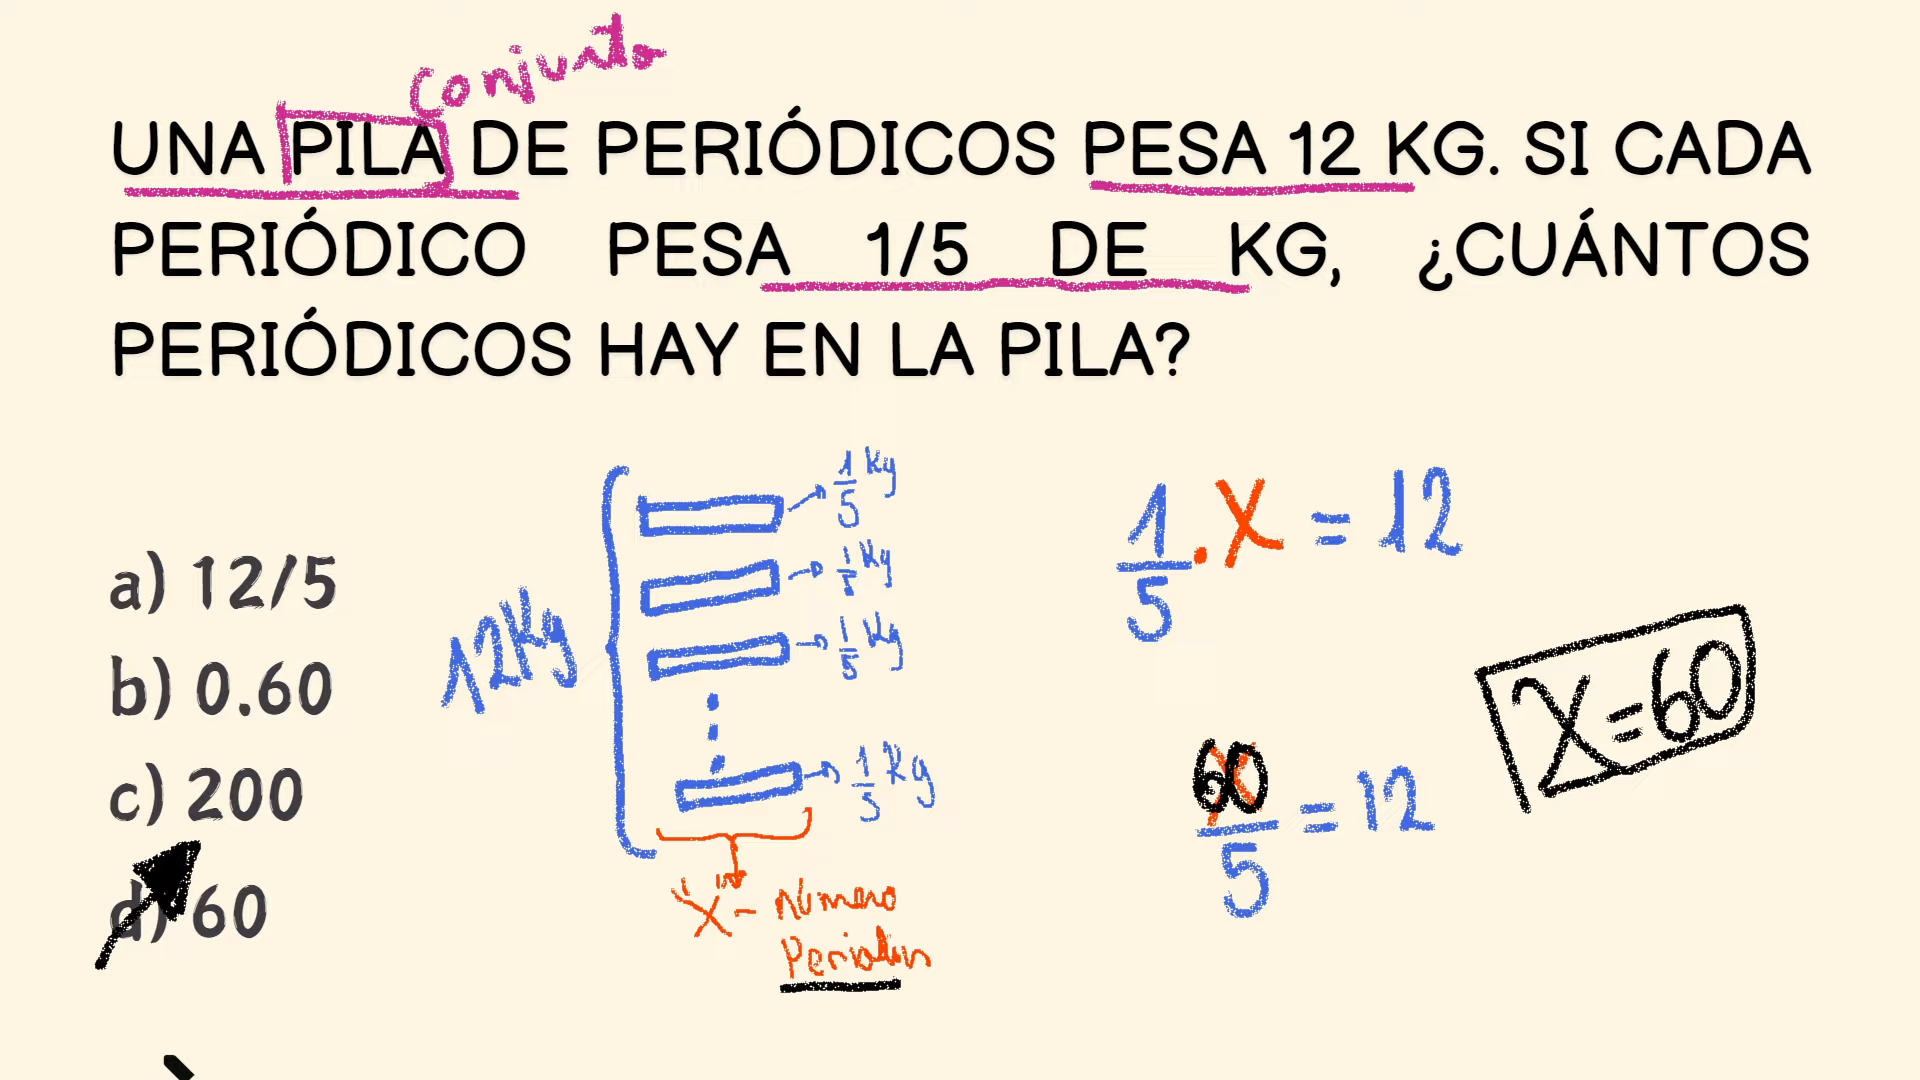 Conjunto
UNA PILA DE PERIÓDICOS PESA 12 KG. SI CADA
PERIÓDICO PESA 1/5 DE KG, ¿CUÁNTOS
PERIÓDICOS HAY EN LA PILA?
a) 12/5
b) 0.60
c) 200
d) 60
12Kg
1/5 Kg
1/5 Kg
1/5 Kg
1/5 Kg
"X" - Número
1/5 . X = 12
60/5 = 12
X=60